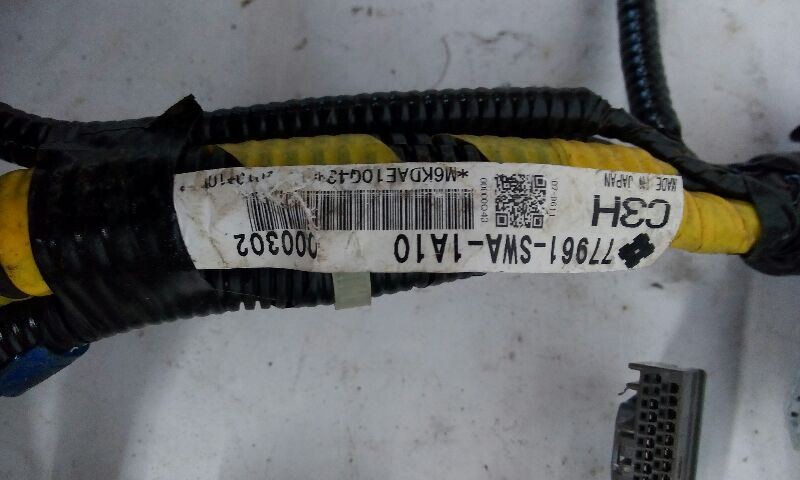 MADE IN JAPAN
C3H
*M6KDAE10G43
77961-SWA-1A10
000302